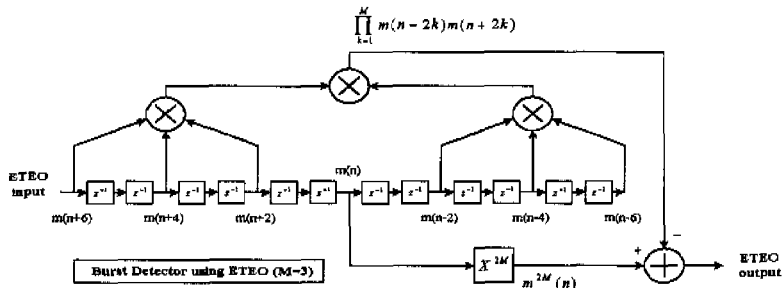 M
∏ m(n−2k)m(n+2k)
k=1
ETEO
input
m(n)
z⁻¹ z⁻¹ z⁻¹ z⁻¹ z⁻¹ z⁻¹ z⁻¹ z⁻¹ z⁻¹ z⁻¹ z⁻¹ z⁻¹
m(n+6) m(n+4) m(n+2) m(n-2) m(n-4) m(n-6)
−
+
ETEO
output
X^2M
m^2M(n)
Burst Detector using ETEO (M=3)